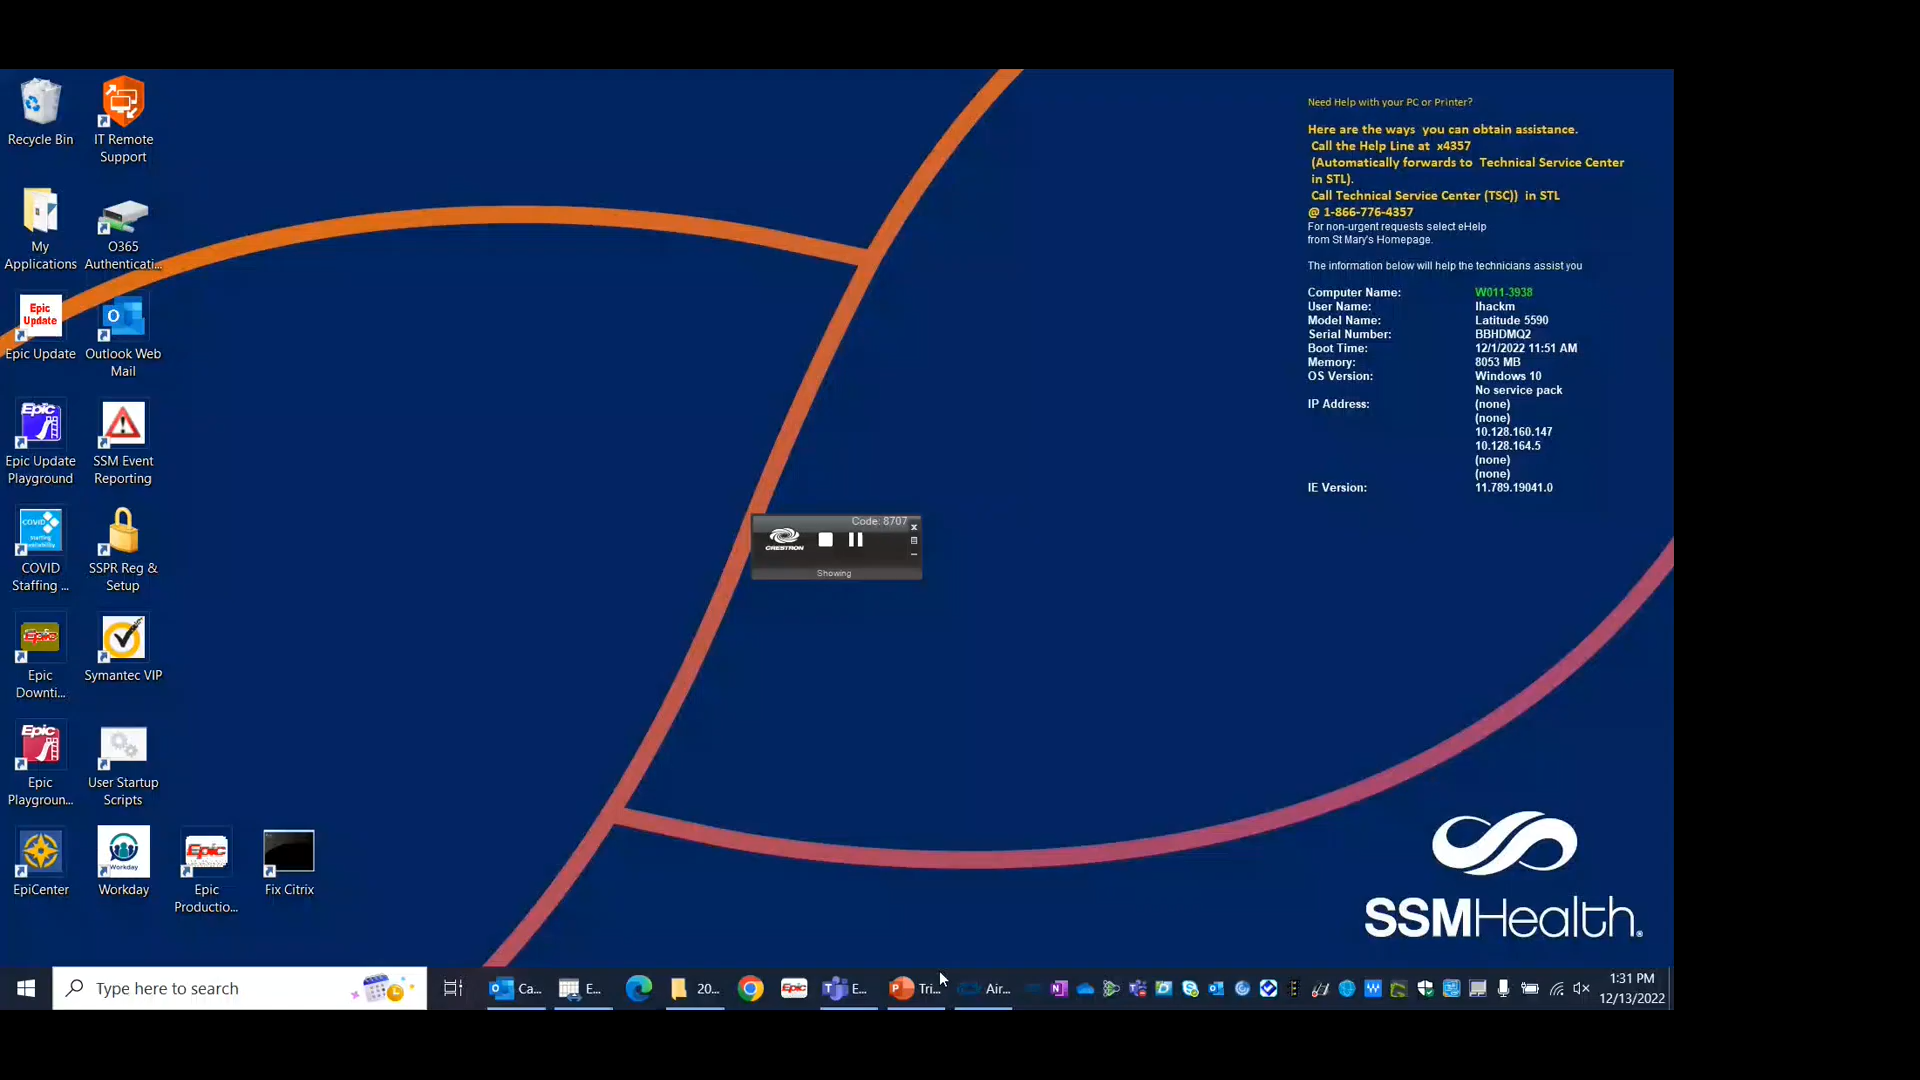 Recycle Bin
IT Remote
Support
My
Applications
O365
Authenticati...
Epic
Update
Epic Update
Outlook Web
Mail
Epic
Epic Update
Playground
SSM Event
Reporting
COVID
COVID
Staffing ...
SSPR Reg &
Setup
Epic
Epic
Downti...
Symantec VIP
Epic
Epic
Playgroun...
User Startup
Scripts
EpiCenter
Workday
Workday
Epic
Epic
Productio...
Fix Citrix
Need Help with your PC or Printer?
Here are the ways you can obtain assistance.
Call the Help Line at x4357
(Automatically forwards to Technical Service Center
in STL).
Call Technical Service Center (TSC)) in STL
@ 1-866-776-4357
For non-urgent requests select eHelp
from St Mary's Homepage.
The information below will help the technicians assist you
Computer Name: W011-3938
User Name: lhackm
Model Name: Latitude 5590
Serial Number: BBHDMQ2
Boot Time: 12/1/2022 11:51 AM
Memory: 8053 MB
OS Version: Windows 10
No service pack
IP Address: (none)
(none)
10.128.160.147
10.128.164.5
(none)
(none)
IE Version: 11.789.19041.0
Code: 8707
CRESTRON
Showing
SSMHealth®
Type here to search
Ca...
E...
20...
Epic
E...
Tri...
Air...
1:31 PM
12/13/2022